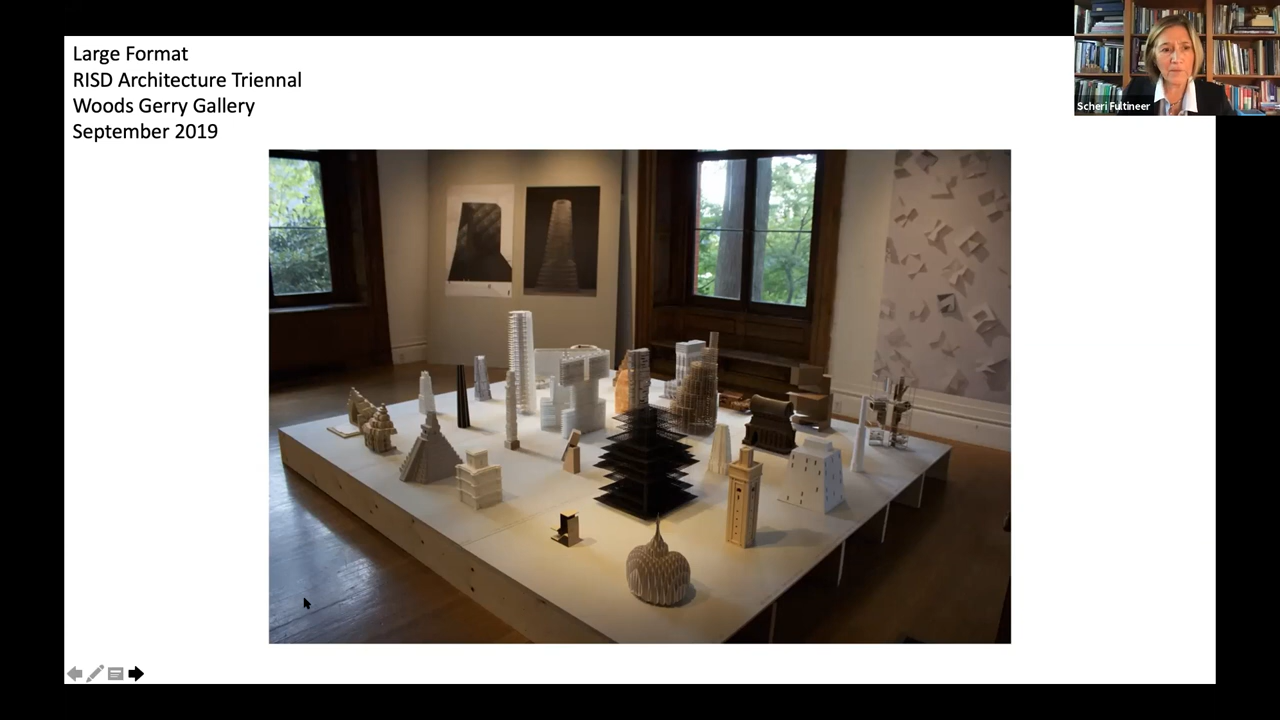 Large Format
RISD Architecture Triennal
Woods Gerry Gallery
September 2019
Scheri Fultineer